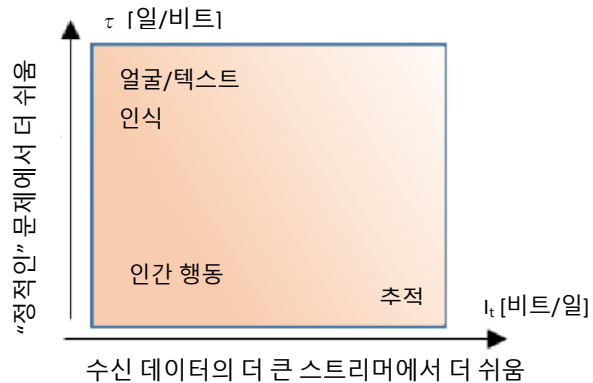 τ [일/비트]
“정적인” 문제에서 더 쉬움
얼굴/텍스트
인식
인간 행동
추적
It [비트/일]
수신 데이터의 더 큰 스트리머에서 더 쉬움